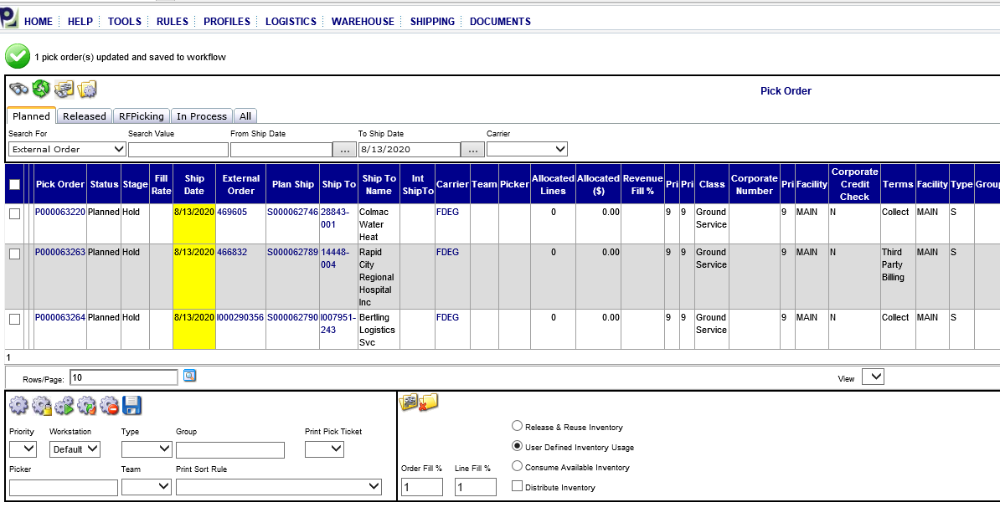 HOME HELP TOOLS RULES PROFILES LOGISTICS WAREHOUSE SHIPPING DOCUMENTS
1 pick order(s) updated and saved to workflow
Pick Order
Planned Released RFPicking In Process All
Search For Search Value From Ship Date To Ship Date Carrier
External Order ... 8/13/2020 ...
Pick Order Status Stage Fill Rate Ship Date External Order Plan Ship Ship To Ship To Name Int ShipTo Carrier Team Picker Allocated Lines Allocated ($) Revenue Fill % Pri Pri Class Corporate Number Pri Facility Corporate Credit Check Terms Facility Type Group
P000063220 Planned Hold 8/13/2020 469605 S000062746 28843-001 Colmac Water Heat FDEG 0 0.00 9 9 Ground Service 9 MAIN N Collect MAIN S
P000063263 Planned Hold 8/13/2020 466832 S000062789 14448-004 Rapid City Regional Hospital Inc FDEG 0 0.00 9 9 Ground Service 9 MAIN N Third Party Billing MAIN S
P000063264 Planned Hold 8/13/2020 I000290356 S000062790 I007951-243 Bertling Logistics Svc FDEG 0 0.00 9 9 Ground Service 9 MAIN N Collect MAIN S
1
Rows/Page: 10 View
Priority Workstation Type Group Print Pick Ticket
Default
Picker Team Print Sort Rule
Release & Reuse Inventory
User Defined Inventory Usage
Order Fill % Line Fill % Consume Available Inventory
1 1 Distribute Inventory